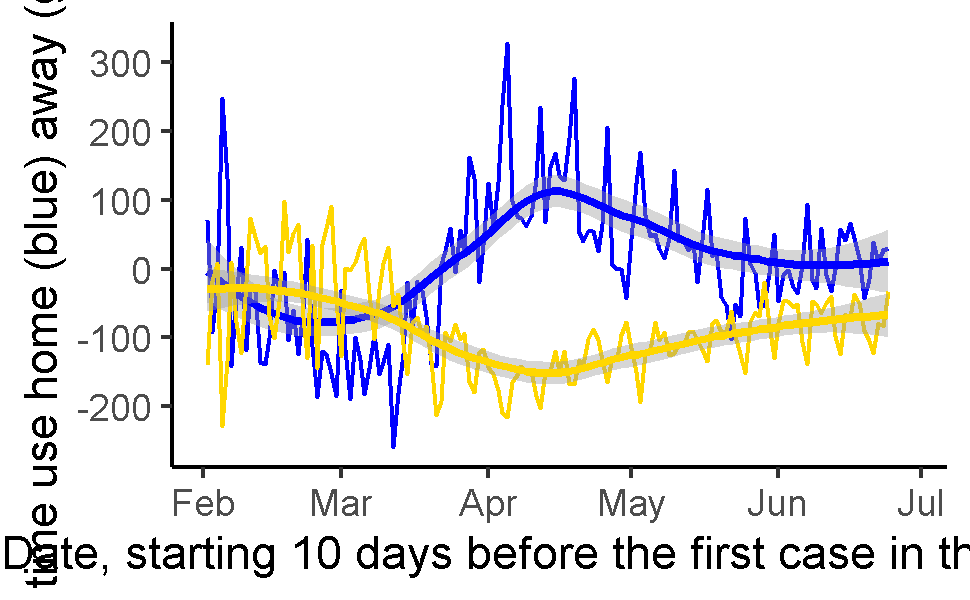 time use home (blue) away (
300
200
100
0
-100
-200
Feb Mar Apr May Jun Jul
Date, starting 10 days before the first case in th